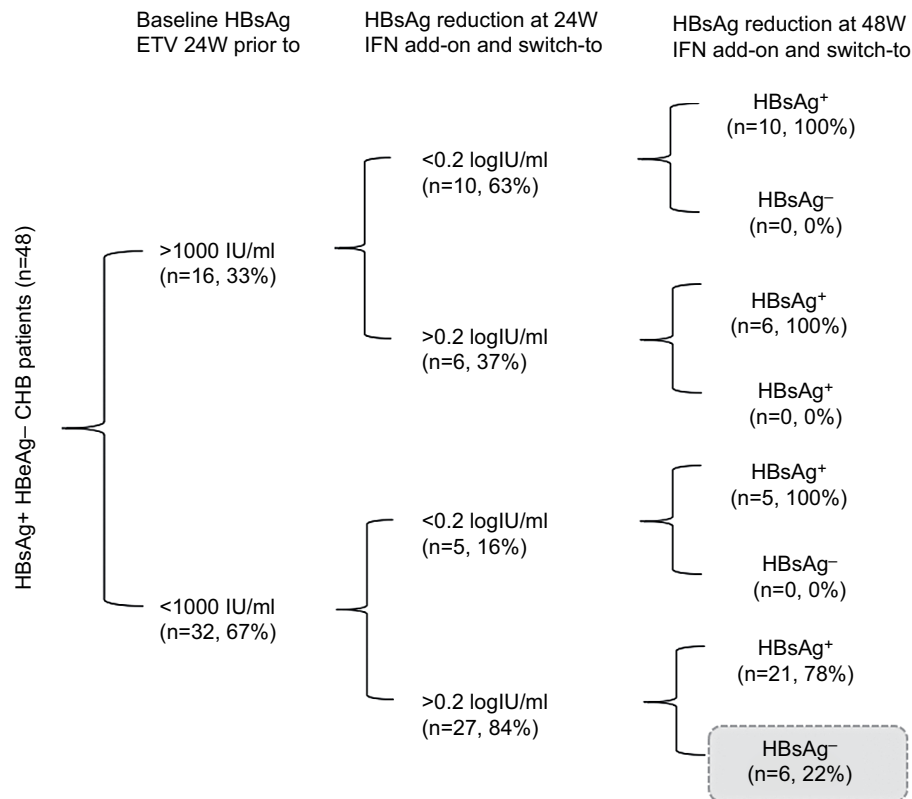 Baseline HBsAg
ETV 24W prior to
HBsAg reduction at 24W
IFN add-on and switch-to
HBsAg reduction at 48W
IFN add-on and switch-to
HBsAg+ HBeAg– CHB patients (n=48)
>1000 IU/ml
(n=16, 33%)
<0.2 logIU/ml
(n=10, 63%)
HBsAg⁺
(n=10, 100%)
HBsAg⁻
(n=0, 0%)
>0.2 logIU/ml
(n=6, 37%)
HBsAg⁺
(n=6, 100%)
HBsAg⁺
(n=0, 0%)
<1000 IU/ml
(n=32, 67%)
<0.2 logIU/ml
(n=5, 16%)
HBsAg⁺
(n=5, 100%)
HBsAg⁻
(n=0, 0%)
>0.2 logIU/ml
(n=27, 84%)
HBsAg⁺
(n=21, 78%)
HBsAg⁻
(n=6, 22%)